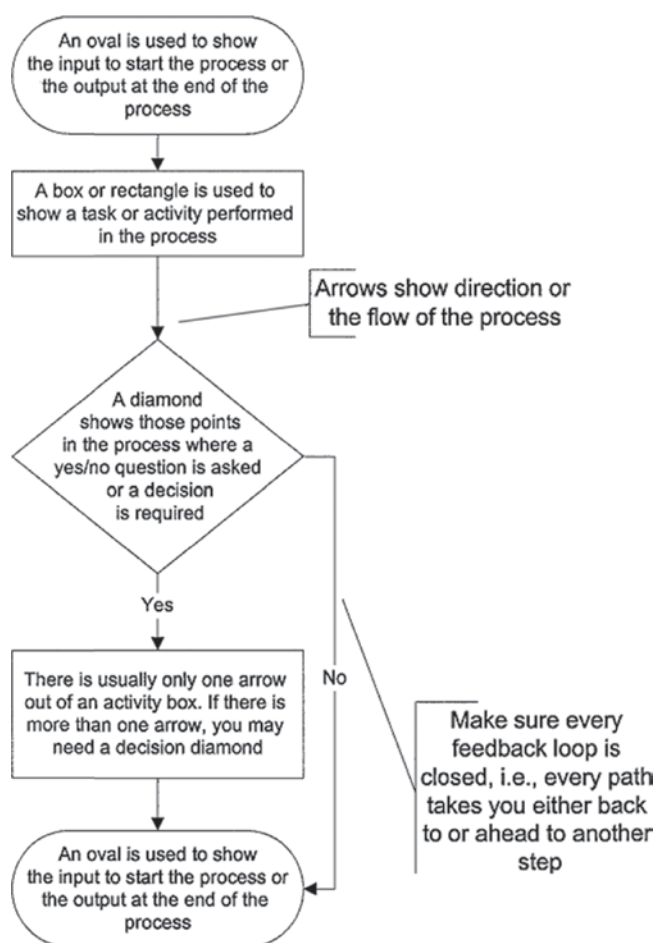 An oval is used to show
the input to start the process or
the output at the end of the
process
A box or rectangle is used to
show a task or activity performed
in the process
Arrows show direction or
the flow of the process
A diamond
shows those points
in the process where a
yes/no question is asked
or a decision
is required
Yes
No
There is usually only one arrow
out of an activity box. If there is
more than one arrow, you may
need a decision diamond
Make sure every
feedback loop is
closed, i.e., every path
takes you either back
to or ahead to another
step
An oval is used to show
the input to start the process or
the output at the end of the
process